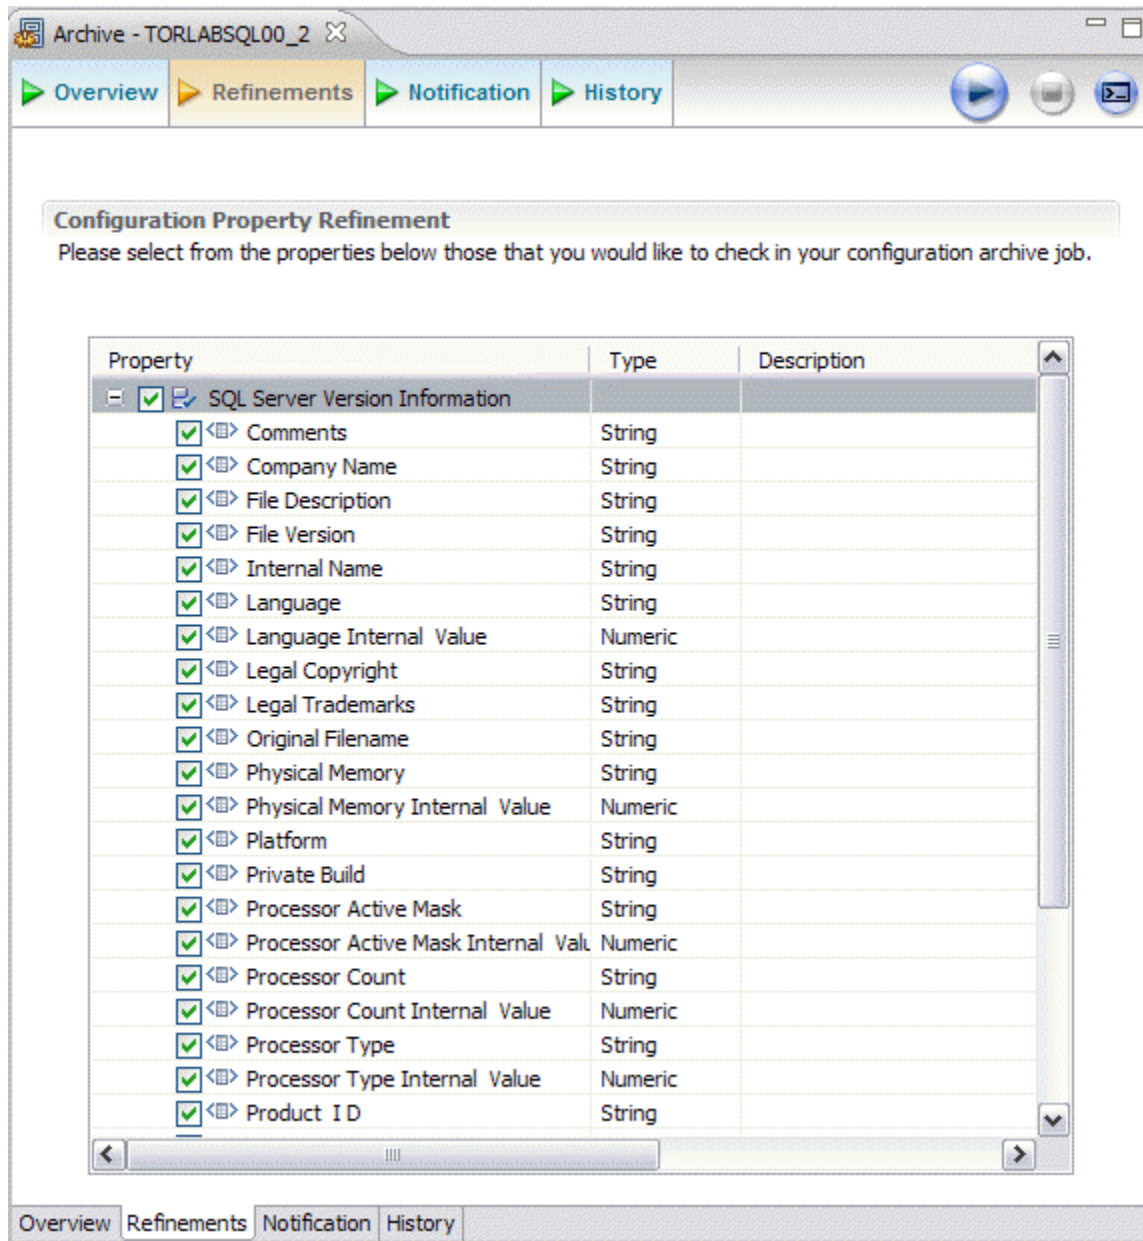 Archive - TORLABSQL00_2
Overview Refinements Notification History
Configuration Property Refinement
Please select from the properties below those that you would like to check in your configuration archive job.
Property Type Description
SQL Server Version Information
Comments String
Company Name String
File Description String
File Version String
Internal Name String
Language String
Language Internal Value Numeric
Legal Copyright String
Legal Trademarks String
Original Filename String
Physical Memory String
Physical Memory Internal Value Numeric
Platform String
Private Build String
Processor Active Mask String
Processor Active Mask Internal Valu Numeric
Processor Count String
Processor Count Internal Value Numeric
Processor Type String
Processor Type Internal Value Numeric
Product I D String
Overview Refinements Notification History